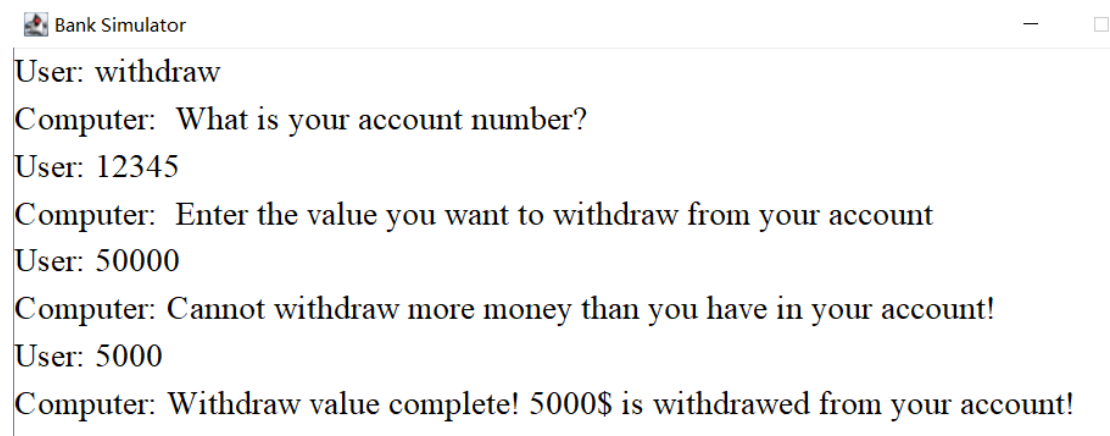 Bank Simulator
User: withdraw
Computer:  What is your account number?
User: 12345
Computer:  Enter the value you want to withdraw from your account
User: 50000
Computer: Cannot withdraw more money than you have in your account!
User: 5000
Computer: Withdraw value complete! 5000$ is withdrawed from your account!